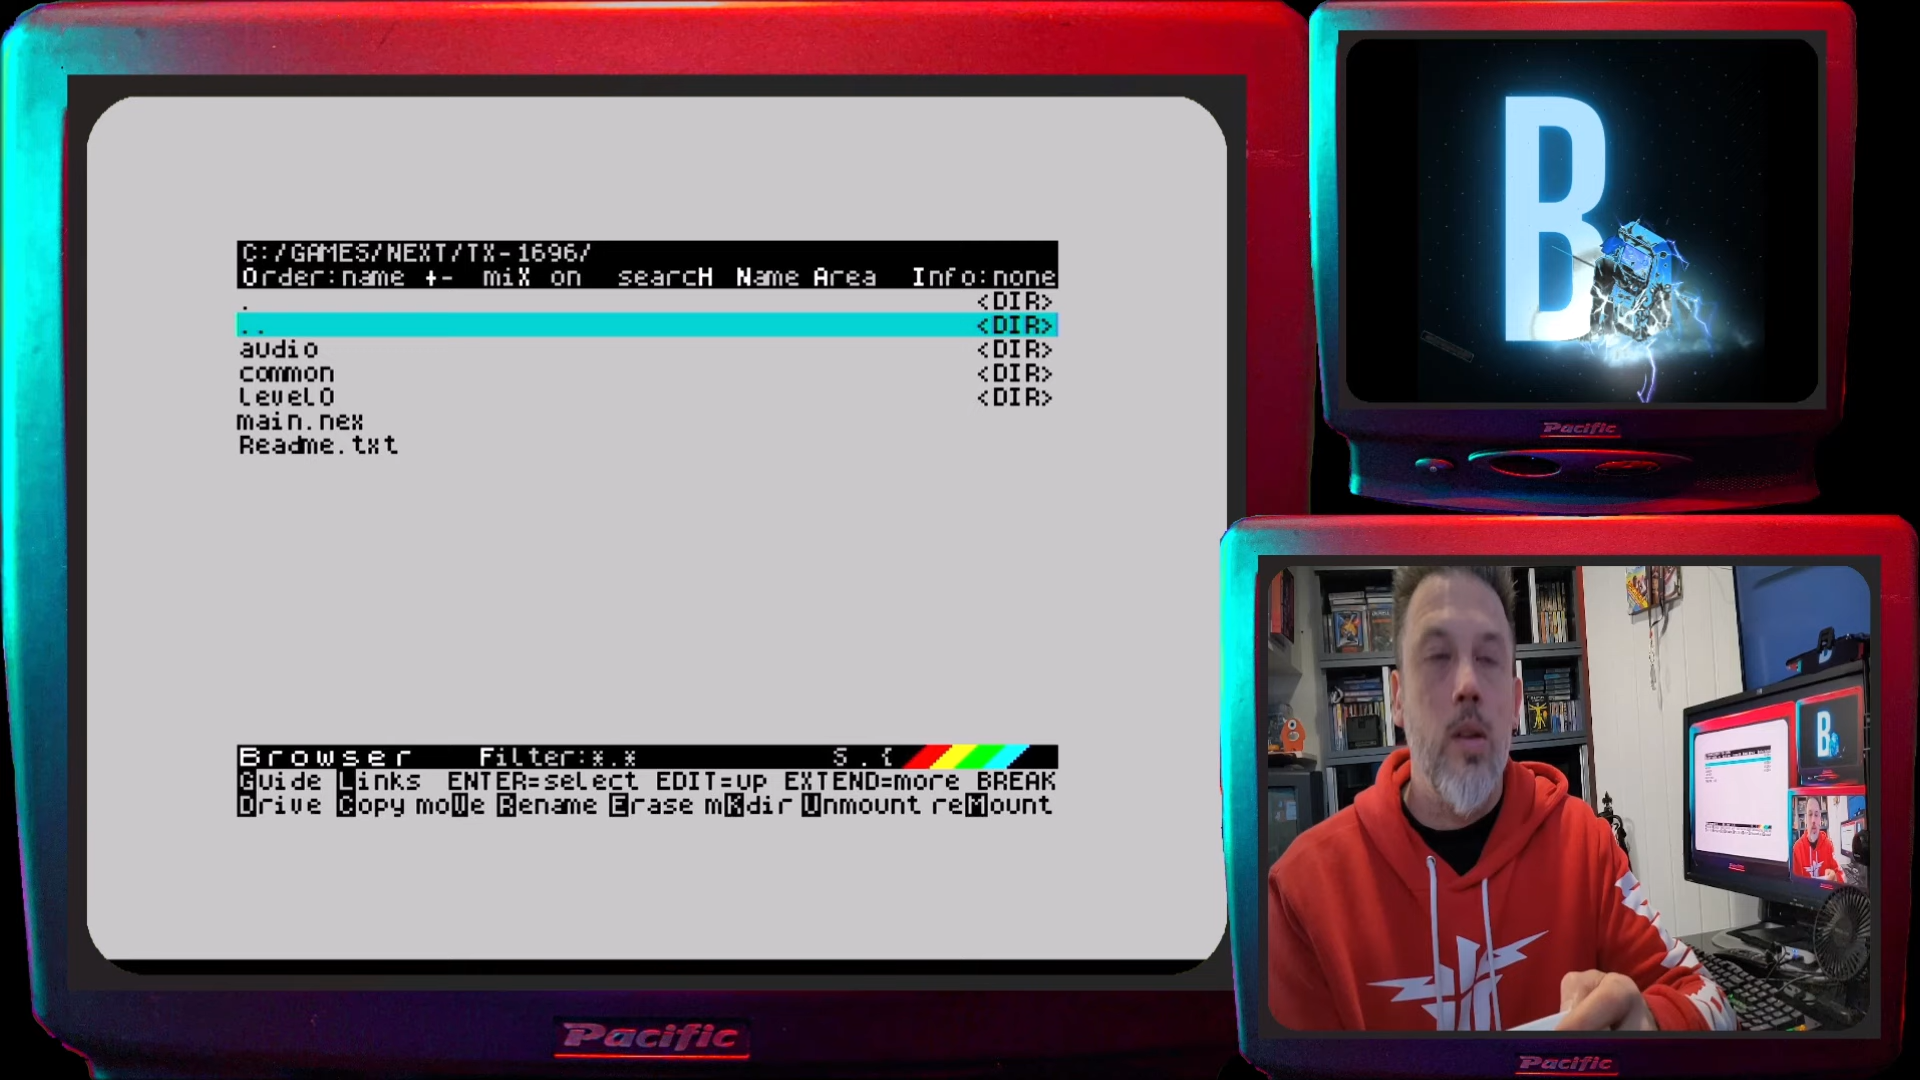 C:/GAMES/NEXT/TX-1696/
Order:name +- miX on searcH Name Area Info:none
. <DIR>
.. <DIR>
audio <DIR>
common <DIR>
level0 <DIR>
main.nex
Readme.txt
Browser Filter:*.* S.{
Guide Links ENTER=select EDIT=up EXTEND=more BREAK
Drive Copy moVe Rename Erase mKdir Unmount reMount
Pacific
B
Pacific
B
Pacific